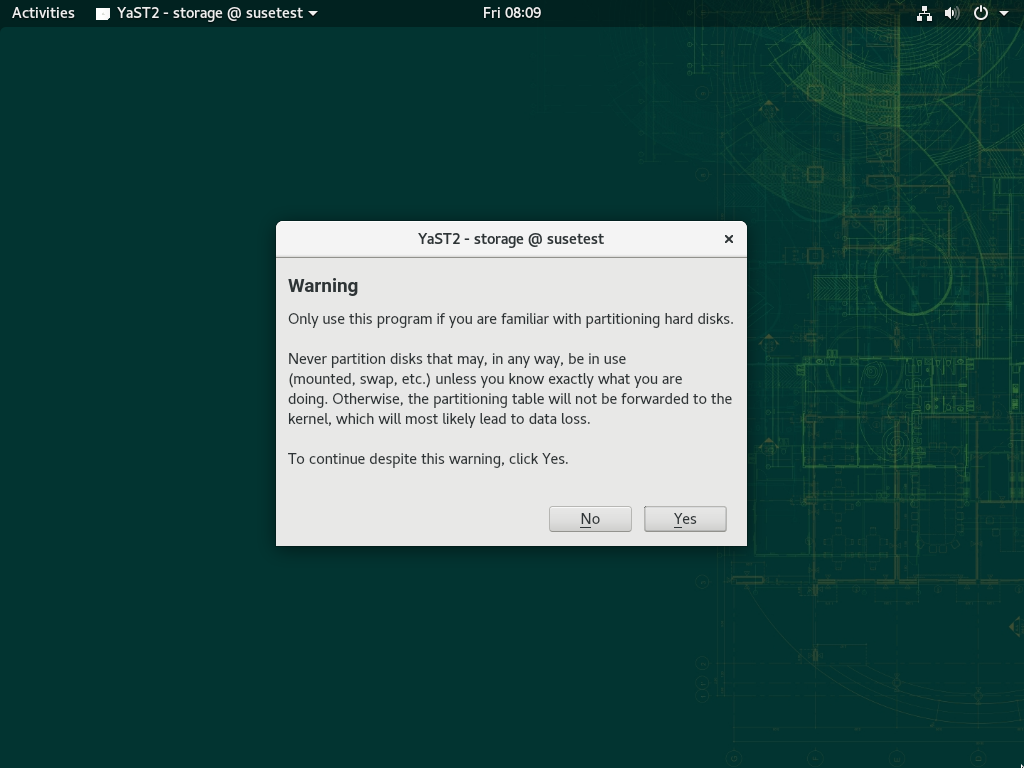 Activities YaST2 - storage @ susetest Fri 08:09
YaST2 - storage @ susetest
Warning
Only use this program if you are familiar with partitioning hard disks.
Never partition disks that may, in any way, be in use
(mounted, swap, etc.) unless you know exactly what you are
doing. Otherwise, the partitioning table will not be forwarded to the
kernel, which will most likely lead to data loss.
To continue despite this warning, click Yes.
No Yes